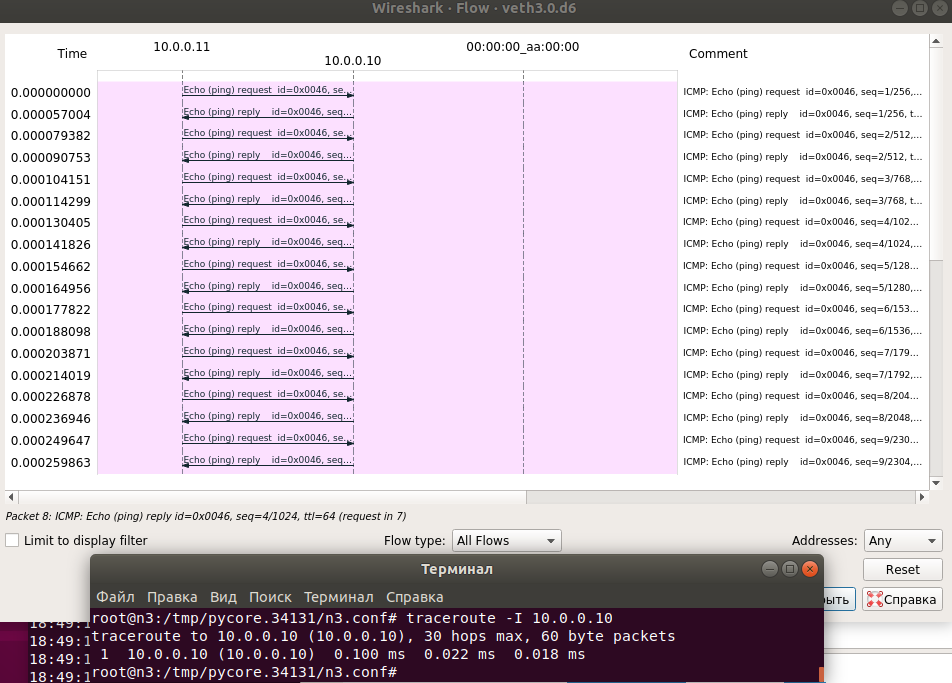 Wireshark · Flow · veth3.0.d6
Time 10.0.0.11 10.0.0.10 00:00:00_aa:00:00 Comment
0.000000000 Echo (ping) request id=0x0046, se... ICMP: Echo (ping) request id=0x0046, seq=1/256,...
0.000057004 Echo (ping) reply id=0x0046, seq... ICMP: Echo (ping) reply id=0x0046, seq=1/256, t...
0.000079382 Echo (ping) request id=0x0046, se... ICMP: Echo (ping) request id=0x0046, seq=2/512,...
0.000090753 Echo (ping) reply id=0x0046, seq... ICMP: Echo (ping) reply id=0x0046, seq=2/512, t...
0.000104151 Echo (ping) request id=0x0046, se... ICMP: Echo (ping) request id=0x0046, seq=3/768,...
0.000114299 Echo (ping) reply id=0x0046, seq... ICMP: Echo (ping) reply id=0x0046, seq=3/768, t...
0.000130405 Echo (ping) request id=0x0046, se... ICMP: Echo (ping) request id=0x0046, seq=4/102...
0.000141826 Echo (ping) reply id=0x0046, seq... ICMP: Echo (ping) reply id=0x0046, seq=4/1024,...
0.000154662 Echo (ping) request id=0x0046, se... ICMP: Echo (ping) request id=0x0046, seq=5/128...
0.000164956 Echo (ping) reply id=0x0046, seq... ICMP: Echo (ping) reply id=0x0046, seq=5/1280,...
0.000177822 Echo (ping) request id=0x0046, se... ICMP: Echo (ping) request id=0x0046, seq=6/153...
0.000188098 Echo (ping) reply id=0x0046, seq... ICMP: Echo (ping) reply id=0x0046, seq=6/1536,...
0.000203871 Echo (ping) request id=0x0046, se... ICMP: Echo (ping) request id=0x0046, seq=7/179...
0.000214019 Echo (ping) reply id=0x0046, seq... ICMP: Echo (ping) reply id=0x0046, seq=7/1792,...
0.000226878 Echo (ping) request id=0x0046, se... ICMP: Echo (ping) request id=0x0046, seq=8/204...
0.000236946 Echo (ping) reply id=0x0046, seq... ICMP: Echo (ping) reply id=0x0046, seq=8/2048,...
0.000249647 Echo (ping) request id=0x0046, se... ICMP: Echo (ping) request id=0x0046, seq=9/230...
0.000259863 Echo (ping) reply id=0x0046, seq... ICMP: Echo (ping) reply id=0x0046, seq=9/2304,...
Packet 8: ICMP: Echo (ping) reply id=0x0046, seq=4/1024, ttl=64 (request in 7)
Limit to display filter Flow type: All Flows Addresses: Any
Reset
ыть Справка
Терминал
Файл Правка Вид Поиск Терминал Справка
root@n3:/tmp/pycore.34131/n3.conf# traceroute -I 10.0.0.10
traceroute to 10.0.0.10 (10.0.0.10), 30 hops max, 60 byte packets
1 10.0.0.10 (10.0.0.10) 0.100 ms 0.022 ms 0.018 ms
root@n3:/tmp/pycore.34131/n3.conf#
18:49:1
18:49:1
18:49:1
18:49:1